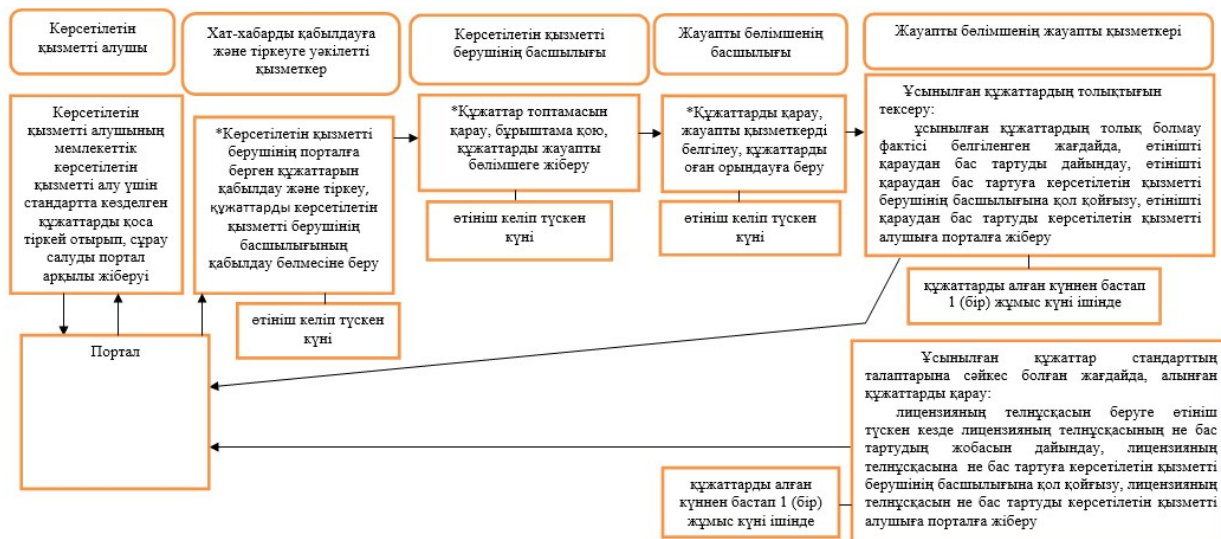 Көрсетілетін
қызметті алушы
Хат-хабарды қабылдауға
және тіркеуге уәкілетті
қызметкер
Көрсетілетін қызметті
берушінің басшылығы
Жауапты бөлімшенің
басшылығы
Жауапты бөлімшенің жауапты қызметкері
Көрсетілетін
қызметті алушының
мемлекеттік
көрсетілетін
қызметті алу үшін
стандартта көзделген
құжаттарды қоса
тіркей отырып, сұрау
салуды портал
арқылы жіберуі
*Көрсетілетін қызметті
берушінің порталға
берген құжаттарын
қабылдау және тіркеу,
құжаттарды көрсетілетін
қызметті берушінің
басшылығының
қабылдау бөлмесіне беру
өтініш келіп түскен
күні
*Құжаттар топтамасын
қарау, бұрыштама қою,
құжаттарды жауапты
бөлімшеге жіберу
өтініш келіп түскен
күні
*Құжаттарды қарау,
жауапты қызметкерді
белгілеу, құжаттарды
оған орындауға беру
өтініш келіп түскен
күні
Ұсынылған құжаттардың толықтығын
тексеру:
ұсынылған құжаттардың толық болмау
фактісі белгіленген жағдайда, өтінішті
қараудан бас тартуды дайындау, өтінішті
қараудан бас тартуға көрсетілетін қызметті
берушінің басшылығына қол қойғызу, өтінішті
қараудан бас тартуды көрсетілетін қызметті
алушыға порталға жіберу
құжаттарды алған күннен бастап
1 (бір) жұмыс күні ішінде
Портал
Ұсынылған құжаттар стандарттың
талаптарына сәйкес болған жағдайда, алынған
құжаттарды қарау:
лицензияның телнұсқасын беруге өтініш
түскен кезде лицензияның телнұсқасының не бас
тартудың жобасын дайындау, лицензияның
телнұсқасына не бас тартуға көрсетілетін қызметті
берушінің басшылығына қол қойғызу, лицензияның
телнұсқасын не бас тартуды көрсетілетін қызметті
алушыға порталға жіберу
құжаттарды алған
күннен бастап 1 (бір)
жұмыс күні ішінде